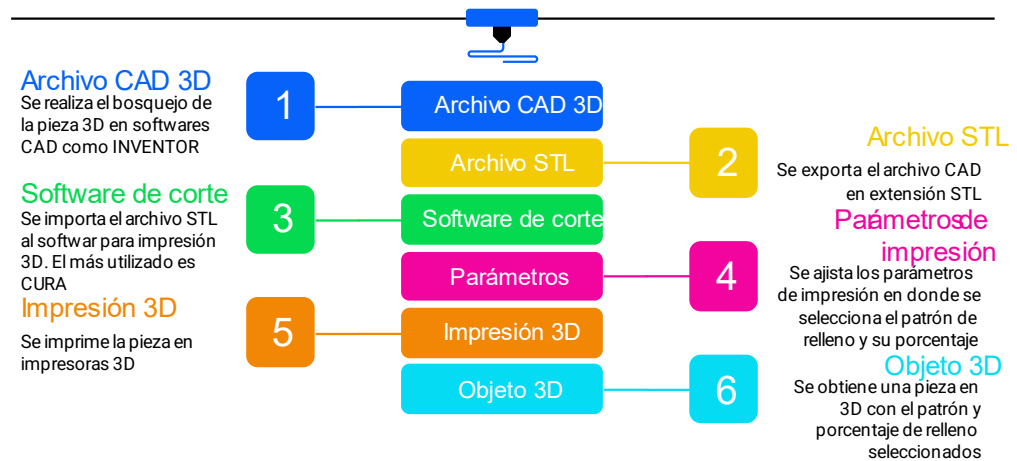 Archivo CAD 3D
Se realiza el bosquejo de
la pieza 3D en softwares
CAD como INVENTOR
1
Archivo CAD 3D
Archivo STL
2
Archivo STL
Se exporta el archivo CAD
en extensión STL
Software de corte
Se importa el archivo STL
al softwar para impresión
3D. El más utilizado es
CURA
3
Software de corte
Parámetros
4
Parámetros de
impresión
Se ajista los parámetros
de impresión en donde se
selecciona el patrón de
relleno y su porcentaje
Impresión 3D
Se imprime la pieza en
impresoras 3D
5
Impresión 3D
Objeto 3D
6
Objeto 3D
Se obtiene una pieza en
3D con el patrón y
porcentaje de relleno
seleccionados